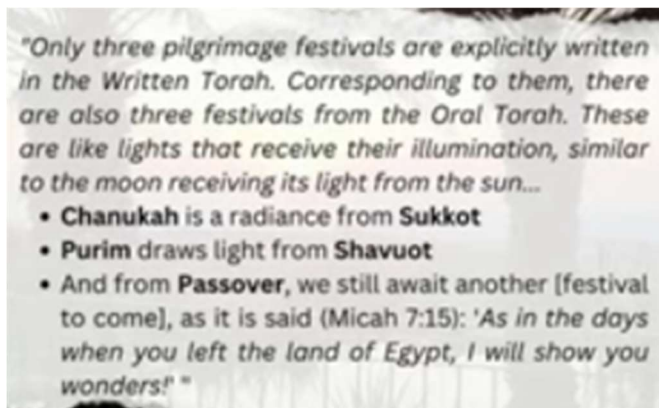 "Only three pilgrimage festivals are explicitly written
in the Written Torah. Corresponding to them, there
are also three festivals from the Oral Torah. These
are like lights that receive their illumination, similar
to the moon receiving its light from the sun...
• Chanukah is a radiance from Sukkot
• Purim draws light from Shavuot
• And from Passover, we still await another [festival
to come], as it is said (Micah 7:15): 'As in the days
when you left the land of Egypt, I will show you
wonders!' "